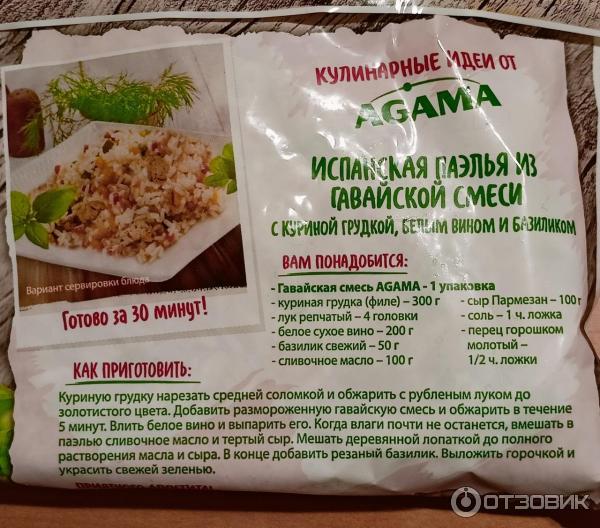 КУЛИНАРНЫЕ ИДЕИ ОТ
AGAMA
ИСПАНСКАЯ ПАЭЛЬЯ ИЗ
ГАВАЙСКОЙ СМЕСИ
С КУРИНОЙ ГРУДКОЙ, БЕЛЫМ ВИНОМ И БАЗИЛИКОМ
Вариант сервировки блюда
Готово за 30 минут!
ВАМ ПОНАДОБИТСЯ:
- Гавайская смесь AGAMA - 1 упаковка
- куриная грудка (филе) – 300 г
- лук репчатый – 4 головки
- белое сухое вино – 200 г
- базилик свежий – 50 г
- сливочное масло – 100 г
- сыр Пармезан – 100 г
- соль – 1 ч. ложка
- перец горошком
молотый –
1/2 ч. ложки
КАК ПРИГОТОВИТЬ:
Куриную грудку нарезать средней соломкой и обжарить с рубленым луком до
золотистого цвета. Добавить размороженную гавайскую смесь и обжарить в течение
5 минут. Влить белое вино и выпарить его. Когда влаги почти не останется, вмешать в
паэлью сливочное масло и тертый сыр. Мешать деревянной лопаткой до полного
растворения масла и сыра. В конце добавить резаный базилик. Выложить горочкой и
украсить свежей зеленью.
ПРИЯТНОГО АППЕТИТА!
ОТЗОВИК